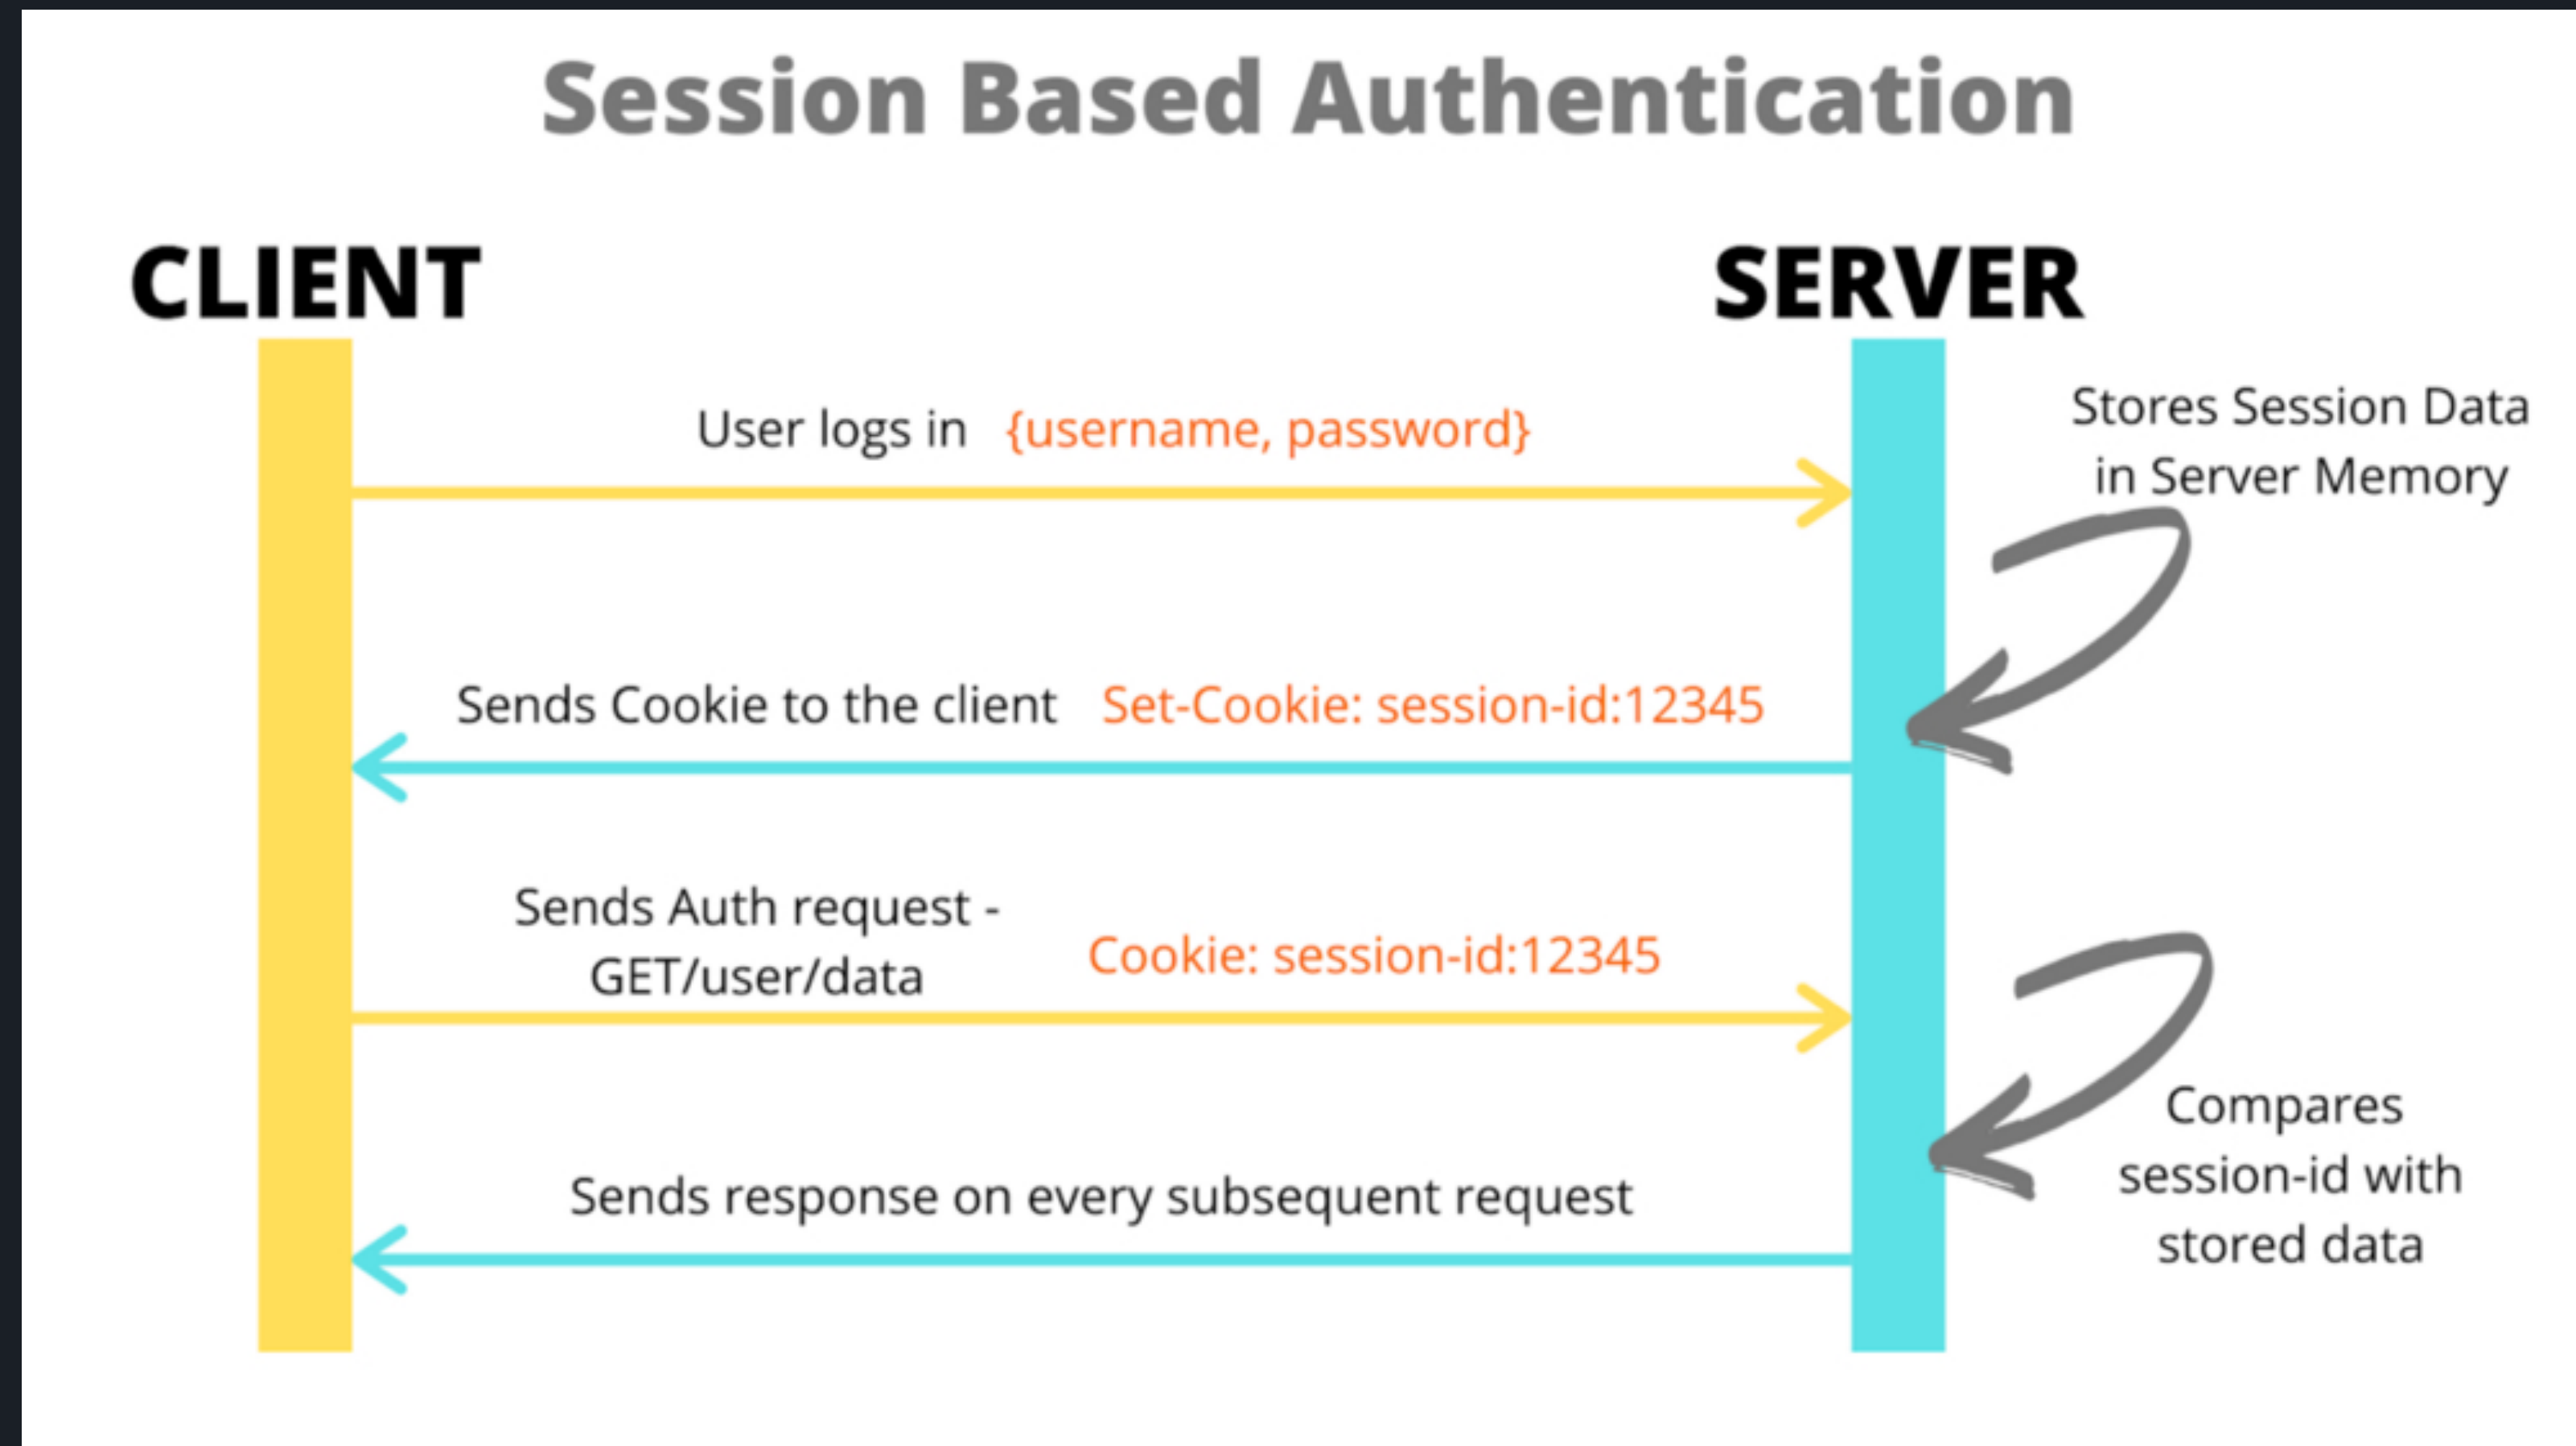 Session Based Authentication
CLIENT
SERVER
User logs in {username, password}
Stores Session Data
in Server Memory
Sends Cookie to the client Set-Cookie: session-id:12345
Sends Auth request -
GET/user/data
Cookie: session-id:12345
Compares
session-id with
stored data
Sends response on every subsequent request